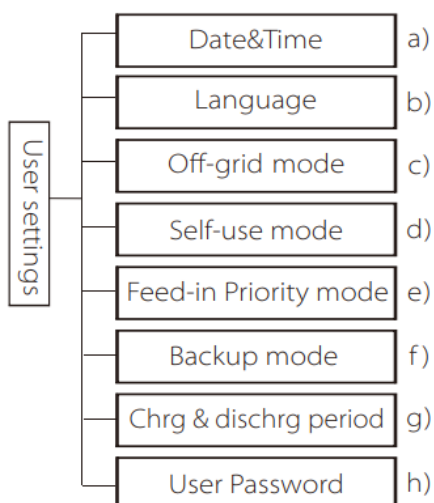 User settings
Date&Time a)
Language b)
Off-grid mode c)
Self-use mode d)
Feed-in Priority mode e)
Backup mode f)
Chrg & dischrg period g)
User Password h)